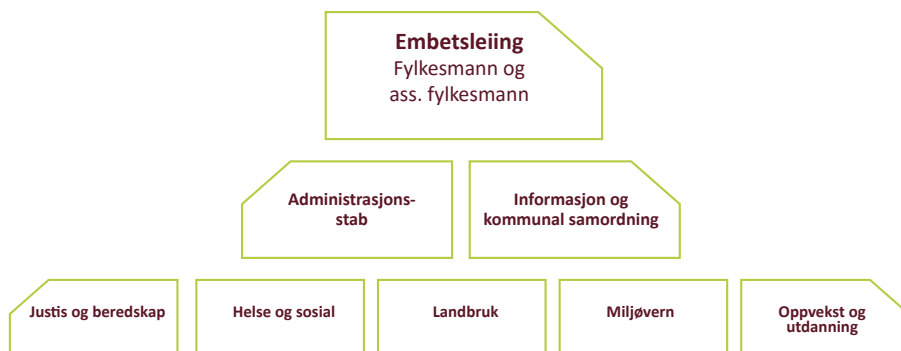 Embetsleiing
Fylkesmann og
ass. fylkesmann
Administrasjons-
stab
Informasjon og
kommunal samordning
Justis og beredskap
Helse og sosial
Landbruk
Miljøvern
Oppvekst og
utdanning